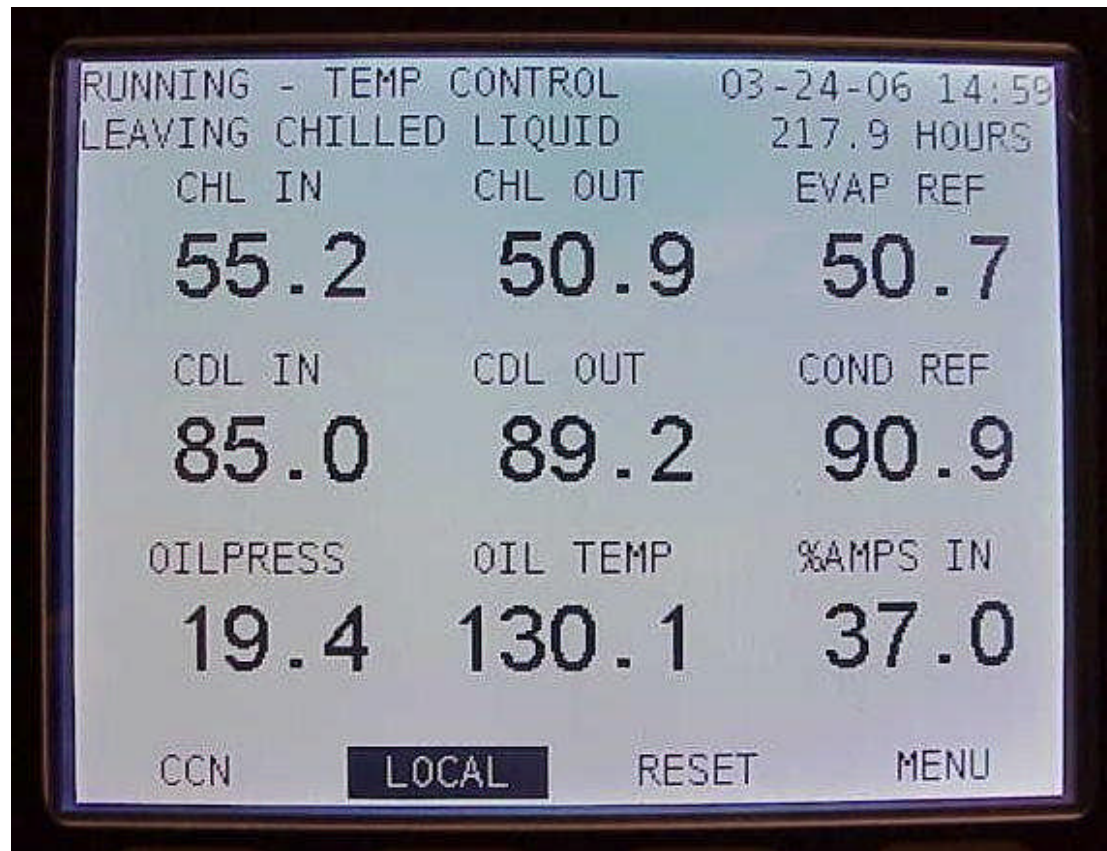 RUNNING - TEMP CONTROL 03-24-06 14:59
LEAVING CHILLED LIQUID 217.9 HOURS
CHL IN CHL OUT EVAP REF
55.2 50.9 50.7
CDL IN CDL OUT COND REF
85.0 89.2 90.9
OILPRESS OIL TEMP %AMPS IN
19.4 130.1 37.0
CCN LOCAL RESET MENU